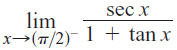 lim x→(π/2)⁻ sec x / (1 + tan x)